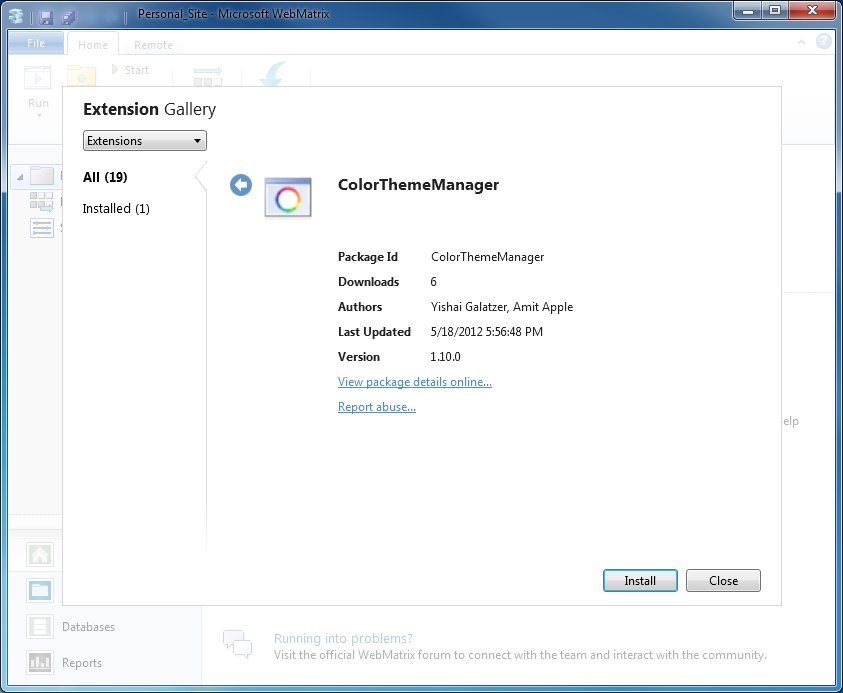 Personal_Site - Microsoft WebMatrix
File Home Remote
Start
Run
Extension Gallery
Extensions
All (19)
Installed (1)
ColorThemeManager
Package Id ColorThemeManager
Downloads 6
Authors Yishai Galatzer, Amit Apple
Last Updated 5/18/2012 5:56:48 PM
Version 1.10.0
View package details online...
Report abuse...
elp
Install Close
Databases
Reports
Running into problems?
Visit the official WebMatrix forum to connect with the team and interact with the community.